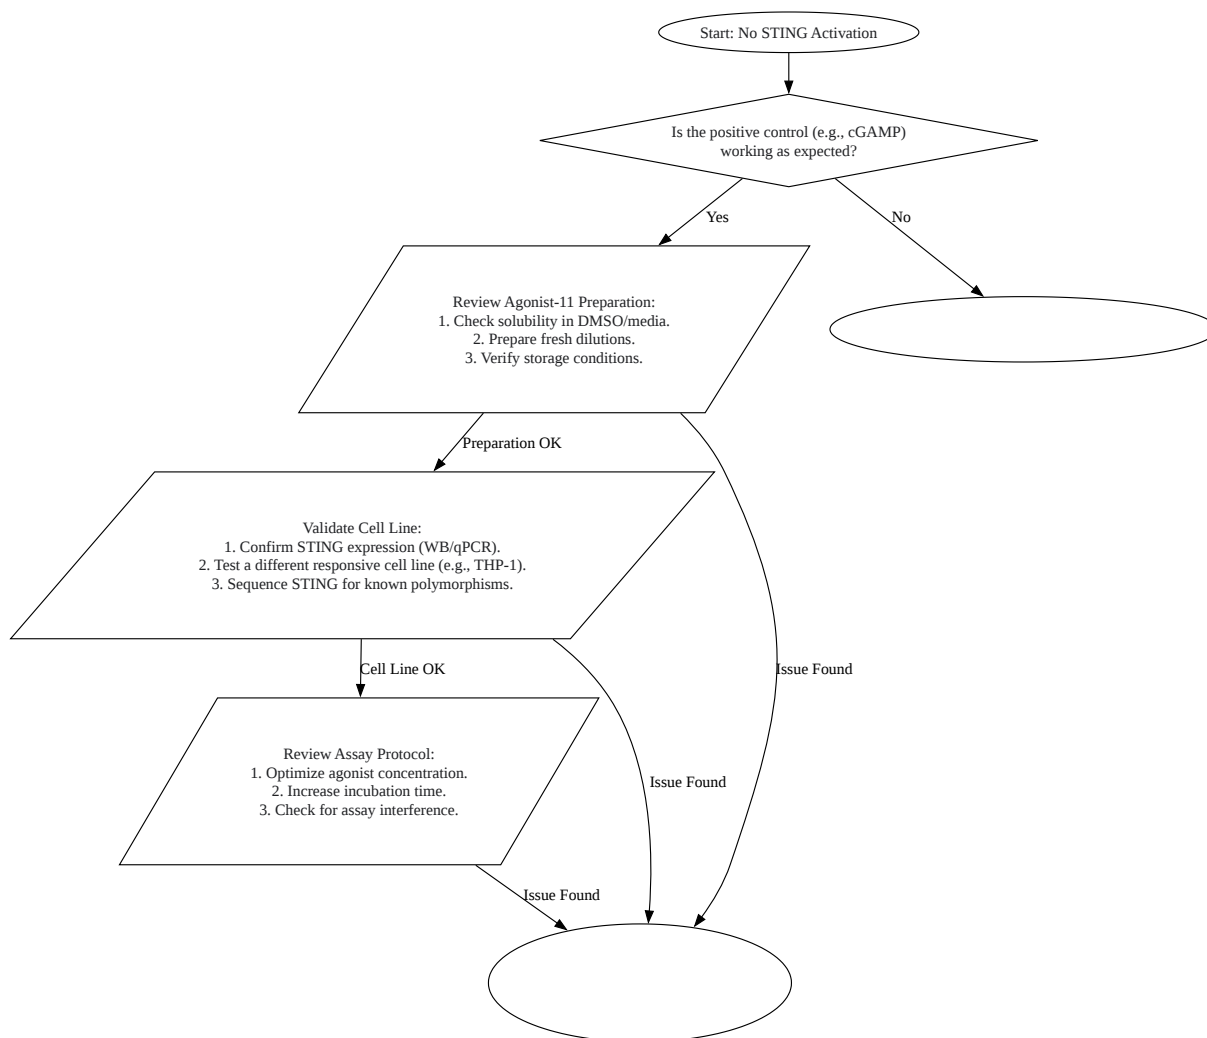 Start: No STING Activation
Is the positive control (e.g., cGAMP)
working as expected?
Yes
No
Review Agonist-11 Preparation:
1. Check solubility in DMSO/media.
2. Prepare fresh dilutions.
3. Verify storage conditions.
Preparation OK
Validate Cell Line:
1. Confirm STING expression (WB/qPCR).
2. Test a different responsive cell line (e.g., THP-1).
3. Sequence STING for known polymorphisms.
Cell Line OK
Issue Found
Review Assay Protocol:
1. Optimize agonist concentration.
2. Increase incubation time.
3. Check for assay interference.
Issue Found
Issue Found